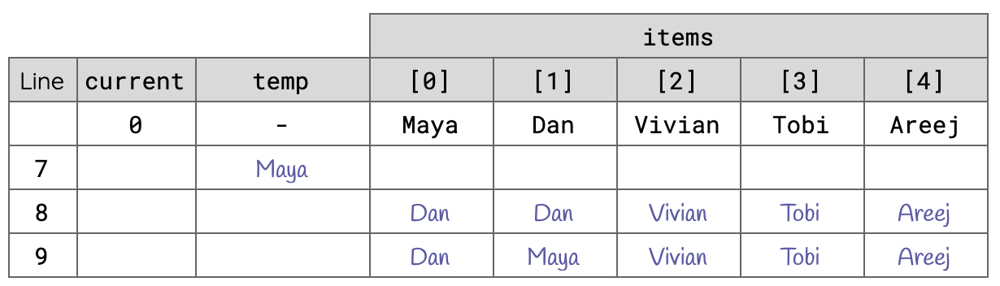 items
Line current temp [0] [1] [2] [3] [4]
0 - Maya Dan Vivian Tobi Areej
7 Maya
8 Dan Dan Vivian Tobi Areej
9 Dan Maya Vivian Tobi Areej